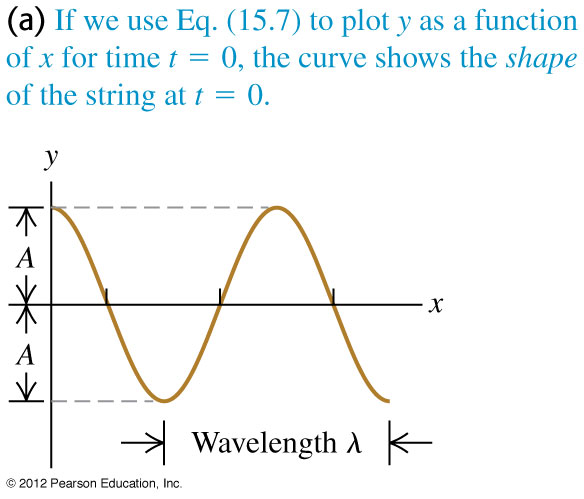 (a) If we use Eq. (15.7) to plot y as a function
of x for time t = 0, the curve shows the shape
of the string at t = 0.
y
A
x
A
Wavelength λ
© 2012 Pearson Education, Inc.